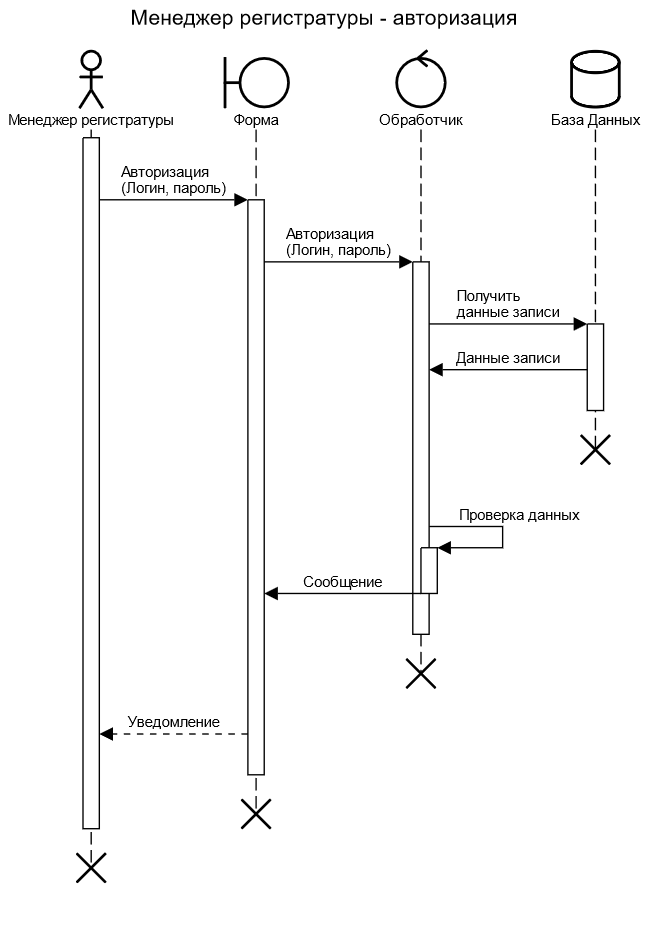 Менеджер регистратуры - авторизация
Менеджер регистратуры
Форма
Обработчик
База Данных
Авторизация
(Логин, пароль)
Авторизация
(Логин, пароль)
Получить
данные записи
Данные записи
Проверка данных
Сообщение
Уведомление